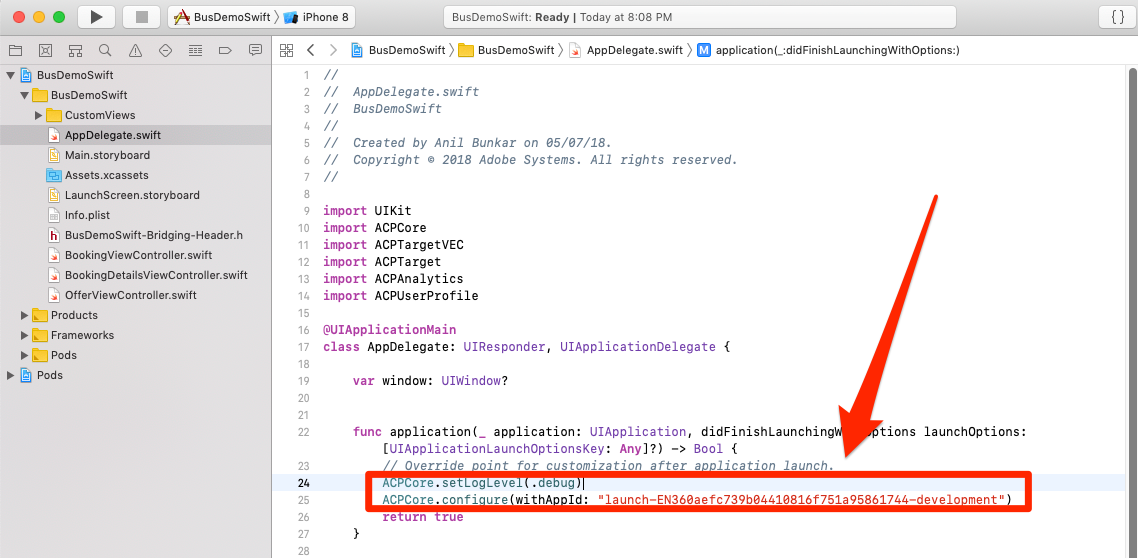 BusDemoSwift
iPhone 8
BusDemoSwift: Ready | Today at 8:08 PM
{ }
BusDemoSwift
BusDemoSwift
CustomViews
AppDelegate.swift
Main.storyboard
Assets.xcassets
LaunchScreen.storyboard
Info.plist
h BusDemoSwift-Bridging-Header.h
BookingViewController.swift
BookingDetailsViewController.swift
OfferViewController.swift
Products
Frameworks
Pods
Pods
BusDemoSwift BusDemoSwift AppDelegate.swift M application(_:didFinishLaunchingWithOptions:)
1 //
2 // AppDelegate.swift
3 // BusDemoSwift
4 //
5 // Created by Anil Bunkar on 05/07/18.
6 // Copyright © 2018 Adobe Systems. All rights reserved.
7 //
8
9 import UIKit
10 import ACPCore
11 import ACPTargetVEC
12 import ACPTarget
13 import ACPAnalytics
14 import ACPUserProfile
15
16 @UIApplicationMain
17 class AppDelegate: UIResponder, UIApplicationDelegate {
18
19 var window: UIWindow?
20
21
22 func application(_ application: UIApplication, didFinishLaunchingWithOptions launchOptions:
[UIApplicationLaunchOptionsKey: Any]?) -> Bool {
23 // Override point for customization after application launch.
24 ACPCore.setLogLevel(.debug)
25 ACPCore.configure(withAppId: "launch-EN360aefc739b04410816f751a95861744-development")
26 return true
27 }
28